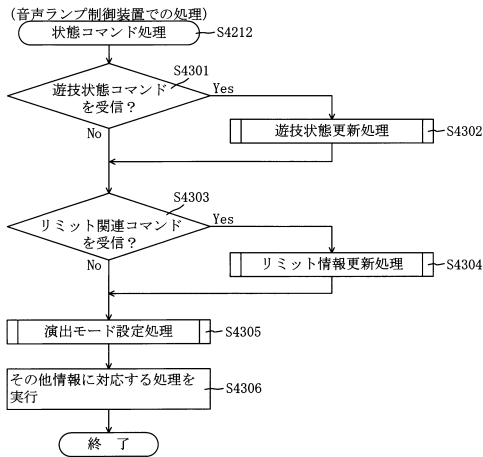 (音声ランプ制御装置での処理)
状態コマンド処理
S4212
遊技状態コマンド
を受信?
S4301
Yes
No
遊技状態更新処理
S4302
リミット関連コマンド
を受信?
S4303
Yes
No
リミット情報更新処理
S4304
演出モード設定処理
S4305
その他情報に対応する処理を
実行
S4306
終 了